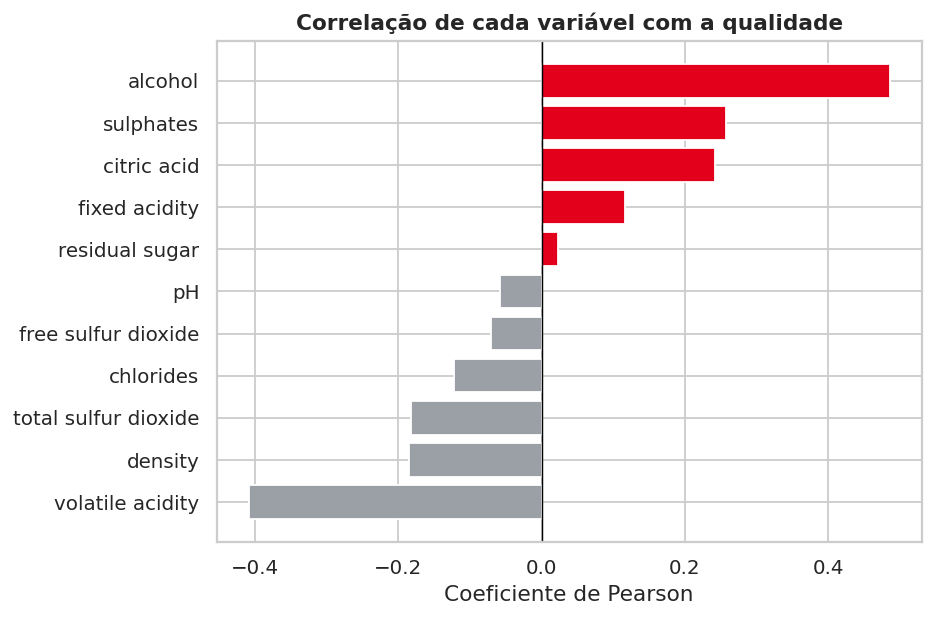 Correlação de cada variável com a qualidade
alcohol
sulphates
citric acid
fixed acidity
residual sugar
pH
free sulfur dioxide
chlorides
total sulfur dioxide
density
volatile acidity
−0.4 −0.2 0.0 0.2 0.4
Coeficiente de Pearson